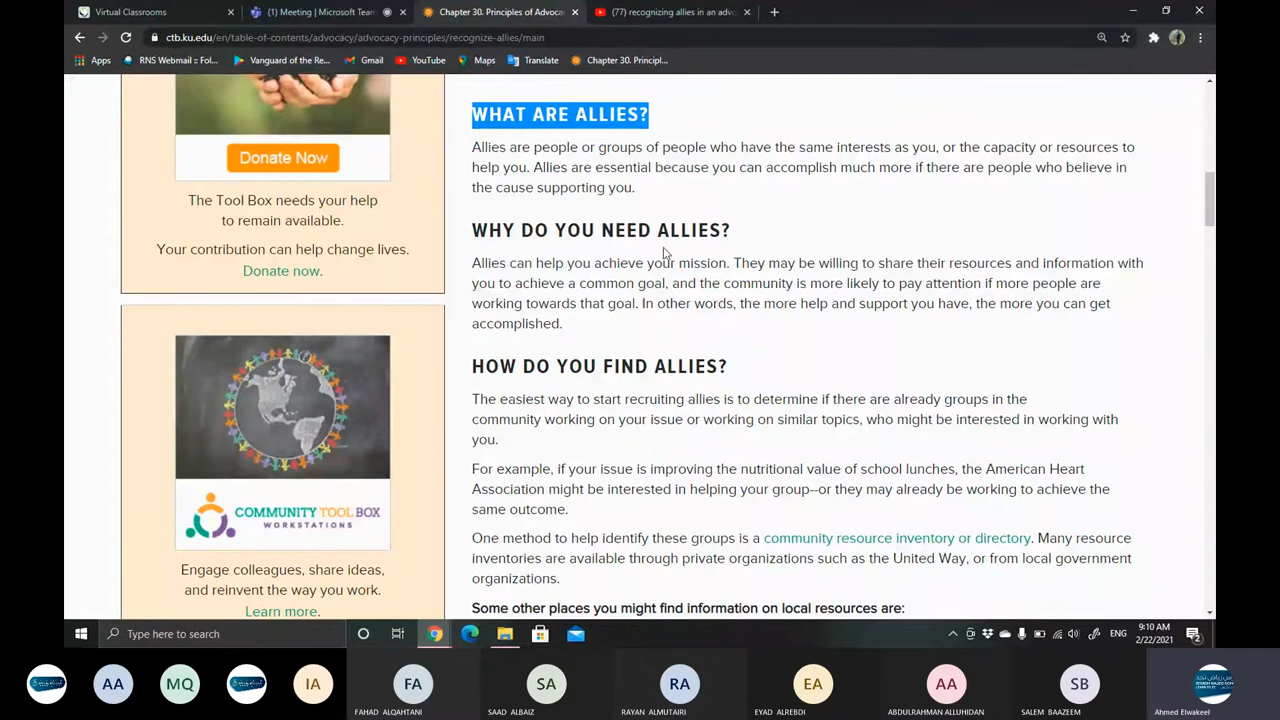 Virtual Classrooms
(1) Meeting | Microsoft Team
Chapter 30. Principles of Advoca
(77) recognizing allies in an adv
ctb.ku.edu/en/table-of-contents/advocacy/advocacy-principles/recognize-allies/main
Apps
RNS Webmail :: Fol...
Vanguard of the Re...
Gmail
YouTube
Maps
Translate
Chapter 30. Principl...
Donate Now
The Tool Box needs your help
to remain available.
Your contribution can help change lives.
Donate now.
COMMUNITY TOOL BOX
WORKSTATIONS
Engage colleagues, share ideas,
and reinvent the way you work.
Learn more.
WHAT ARE ALLIES?
Allies are people or groups of people who have the same interests as you, or the capacity or resources to
help you. Allies are essential because you can accomplish much more if there are people who believe in
the cause supporting you.
WHY DO YOU NEED ALLIES?
Allies can help you achieve your mission. They may be willing to share their resources and information with
you to achieve a common goal, and the community is more likely to pay attention if more people are
working towards that goal. In other words, the more help and support you have, the more you can get
accomplished.
HOW DO YOU FIND ALLIES?
The easiest way to start recruiting allies is to determine if there are already groups in the
community working on your issue or working on similar topics, who might be interested in working with
you.
For example, if your issue is improving the nutritional value of school lunches, the American Heart
Association might be interested in helping your group--or they may already be working to achieve the
same outcome.
One method to help identify these groups is a community resource inventory or directory. Many resource
inventories are available through private organizations such as the United Way, or from local government
organizations.
Some other places you might find information on local resources are:
Type here to search
ENG
9:10 AM
2/22/2021
2
AA
MQ
IA
FA
SA
RA
EA
AA
SB
FAHAD ALQAHTANI
SAAD ALBAIZ
RAYAN ALMUTAIRI
EYAD ALREBDI
ABDULRAHMAN ALLUHIDAN
SALEM BAAZEEM
Ahmed Elwakeel